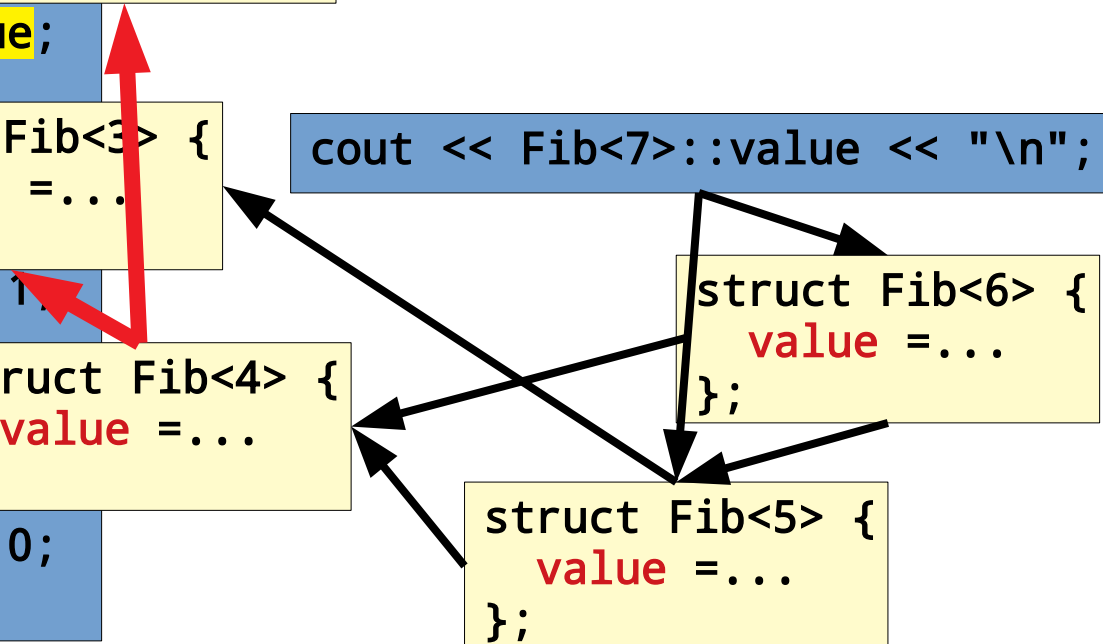 ue;
Fib<3> {
=...
1;
cout << Fib<7>::value << "\n";
struct Fib<6> {
value =...
};
ruct Fib<4> {
value =...
0;
struct Fib<5> {
value =...
};